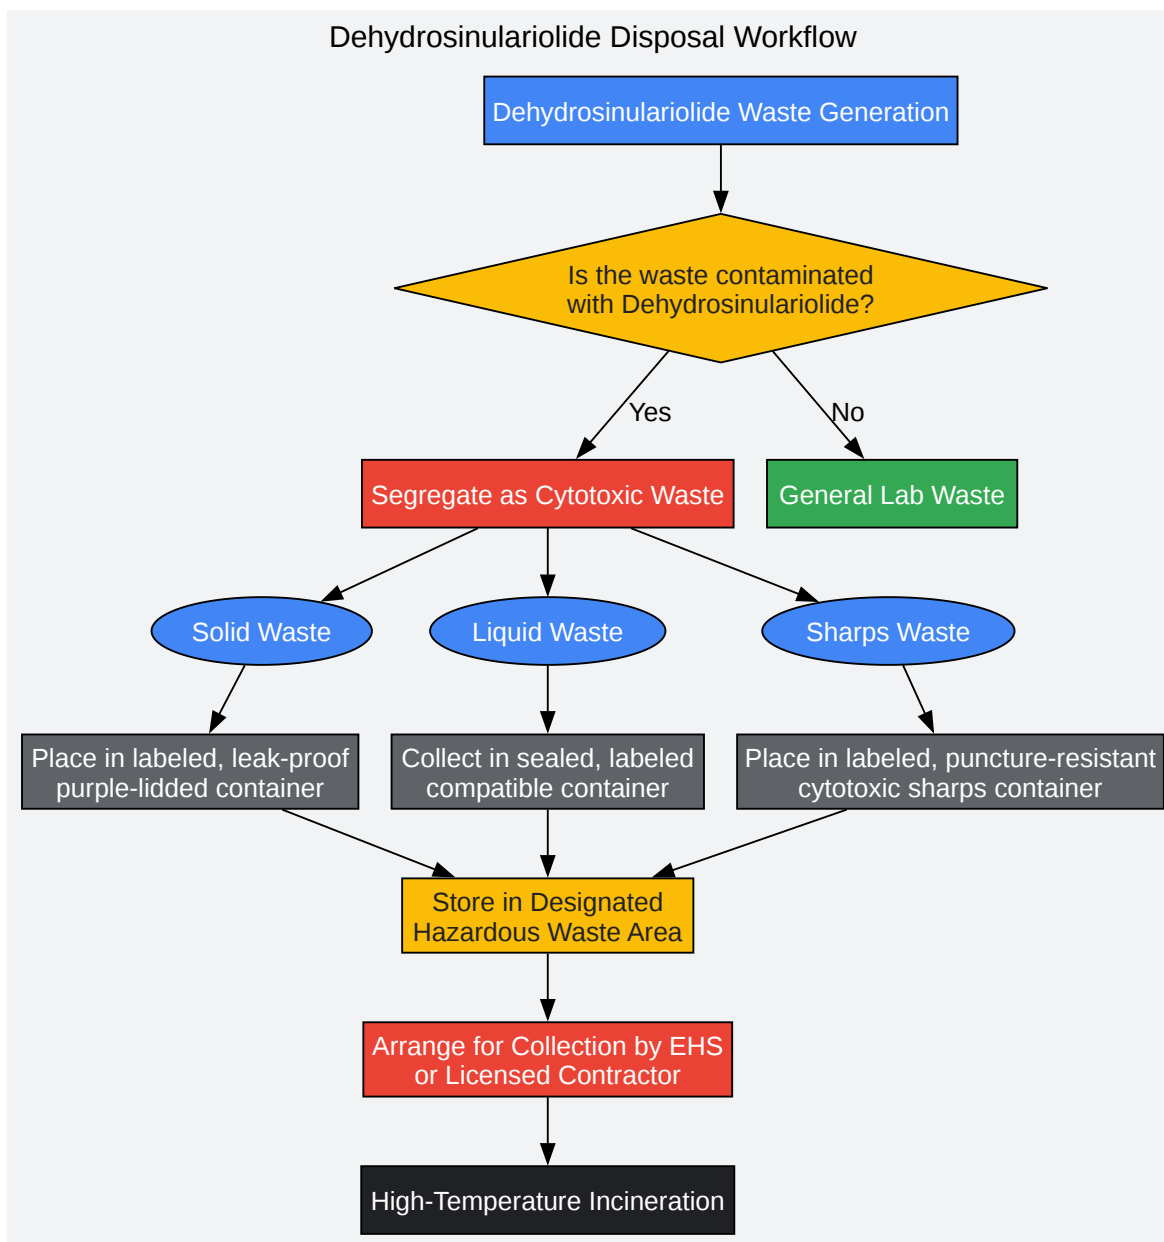 Dehydrosinulariolide Disposal Workflow
Dehydrosinulariolide Waste Generation
Is the waste contaminated
with Dehydrosinulariolide?
Yes
No
Segregate as Cytotoxic Waste
General Lab Waste
Solid Waste
Liquid Waste
Sharps Waste
Place in labeled, leak-proof
purple-lidded container
Collect in sealed, labeled
compatible container
Place in labeled, puncture-resistant
cytotoxic sharps container
Store in Designated
Hazardous Waste Area
Arrange for Collection by EHS
or Licensed Contractor
High-Temperature Incineration